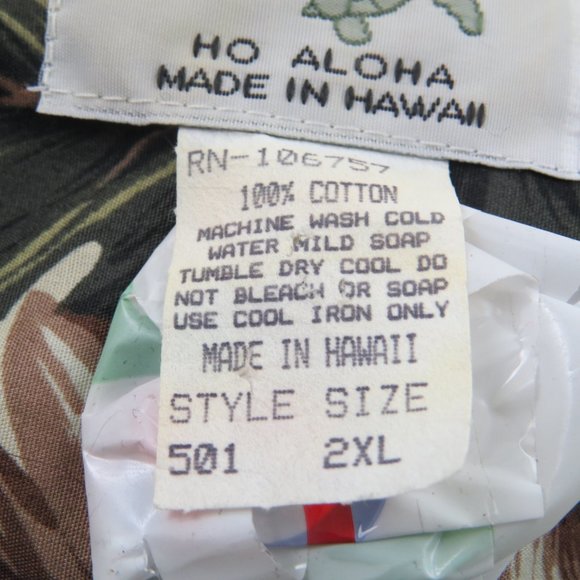 HO ALOHA
MADE IN HAWAII
RN-106757
100% COTTON
MACHINE WASH COLD
WATER MILD SOAP
TUMBLE DRY COOL DO
NOT BLEACH OR SOAP
USE COOL IRON ONLY
MADE IN HAWAII
STYLE SIZE
501 2XL